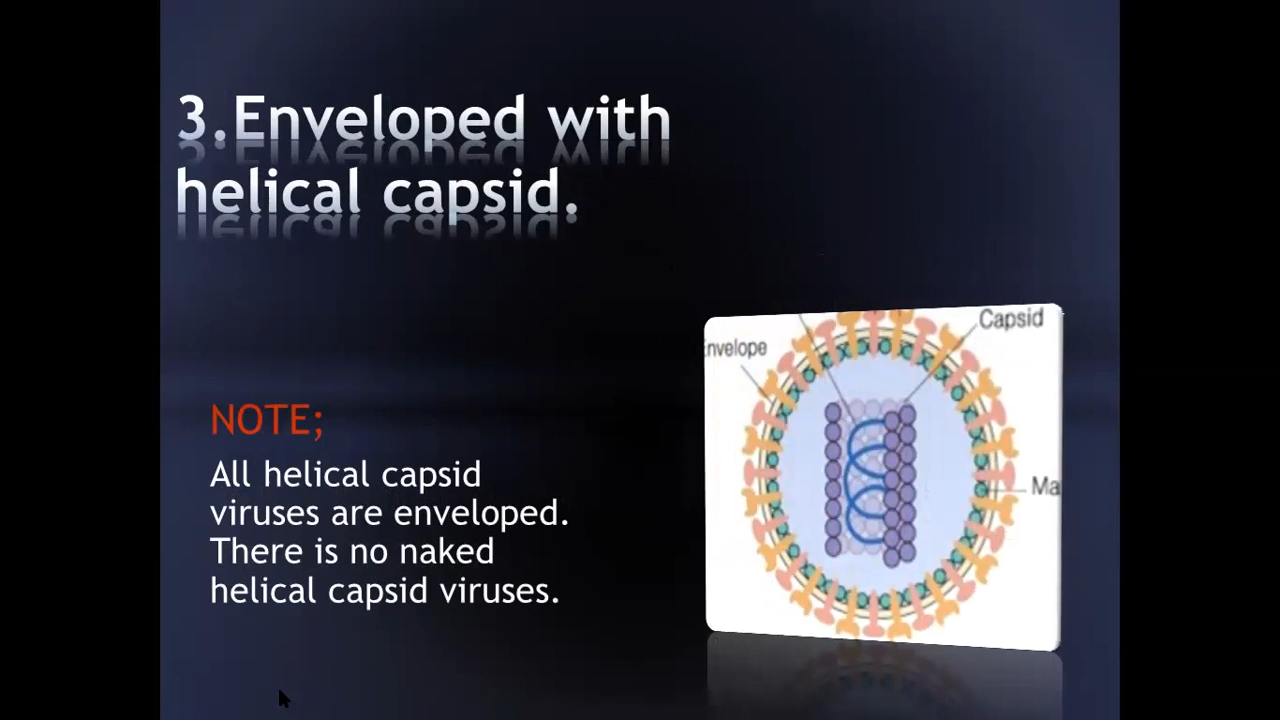 3.Enveloped with
helical capsid.
Capsid
nvelope
NOTE;
All helical capsid
viruses are enveloped.
There is no naked
helical capsid viruses.
Ma